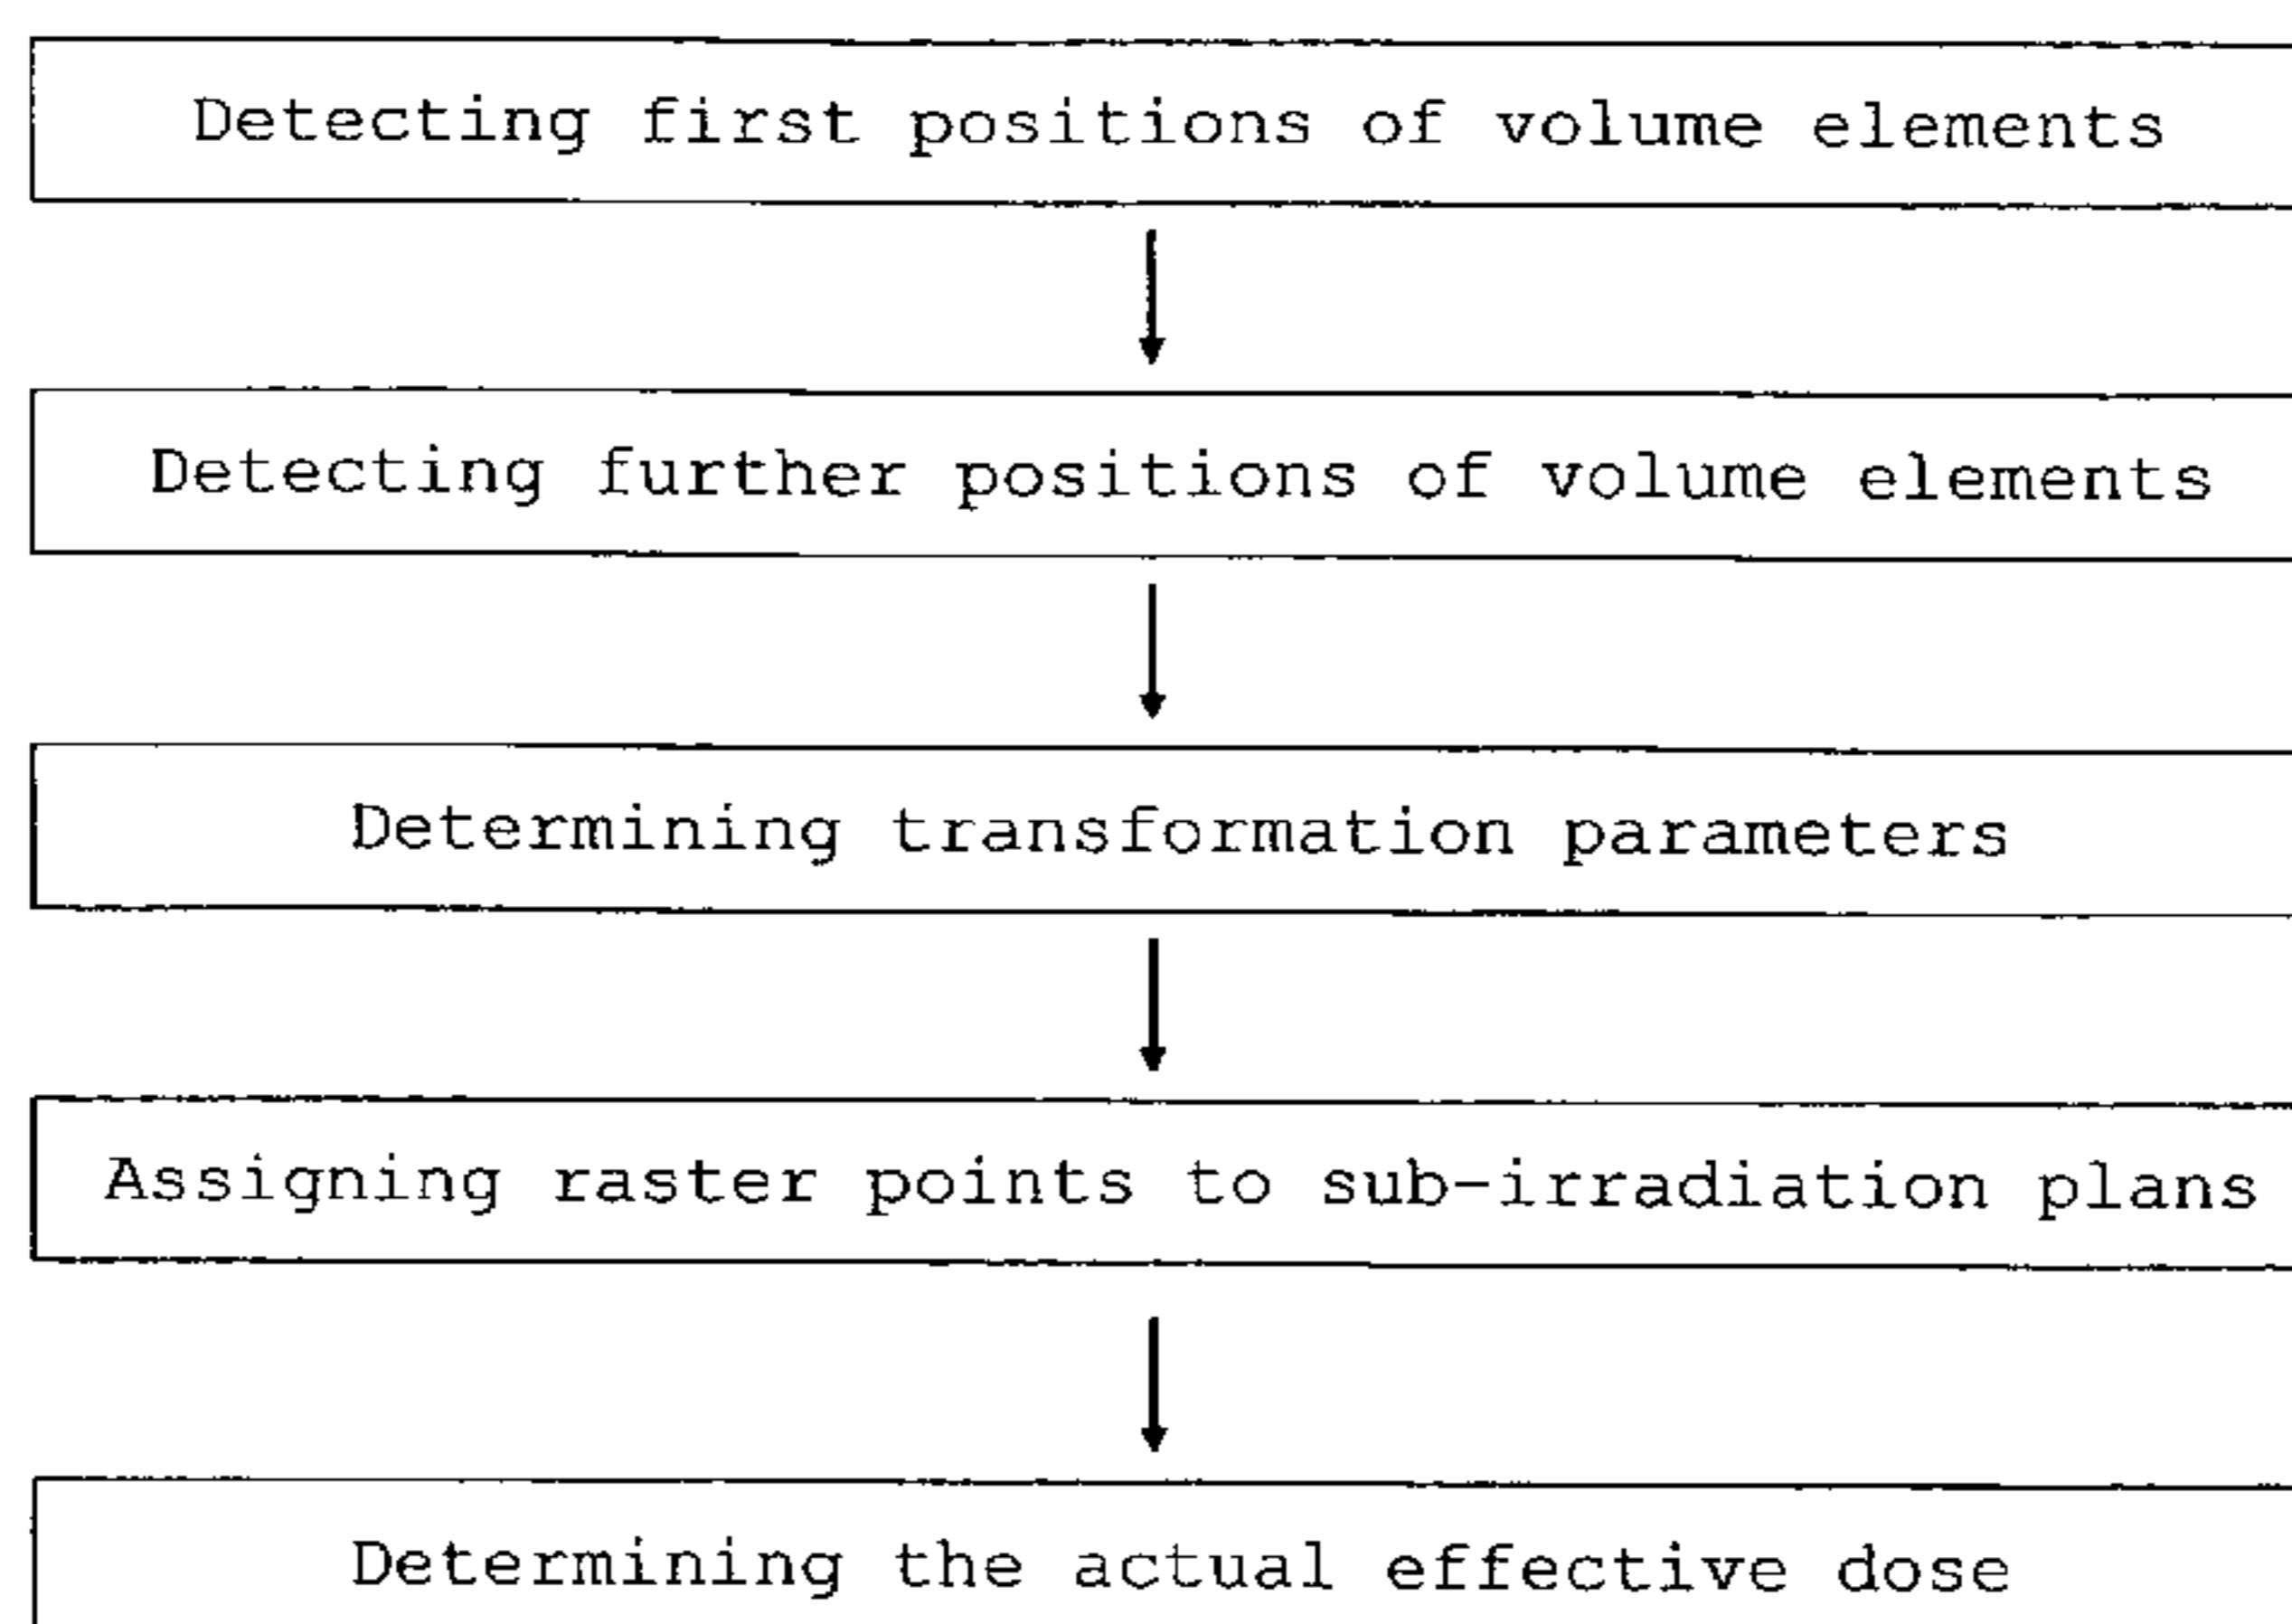 Detecting first positions of volume elements
Detecting further positions of volume elements
Determining transformation parameters
Assigning raster points to sub-irradiation plans
Determining the actual effective dose